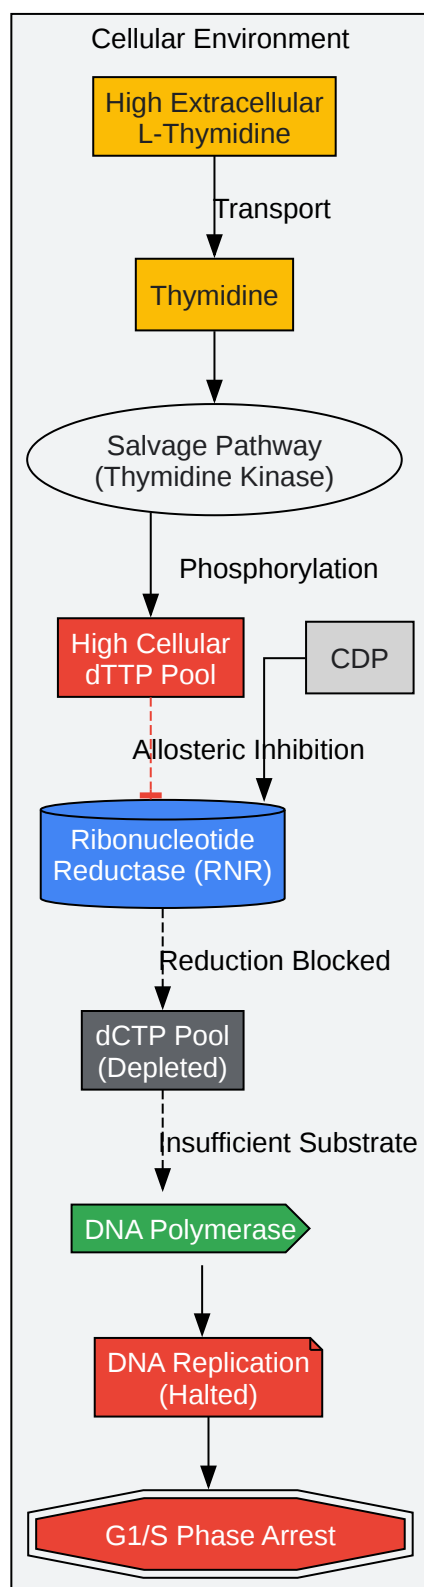 Cellular Environment
High Extracellular
L-Thymidine
Transport
Thymidine
Salvage Pathway
(Thymidine Kinase)
Phosphorylation
High Cellular
dTTP Pool
CDP
Allosteric Inhibition
Ribonucleotide
Reductase (RNR)
Reduction Blocked
dCTP Pool
(Depleted)
Insufficient Substrate
DNA Polymerase
DNA Replication
(Halted)
G1/S Phase Arrest